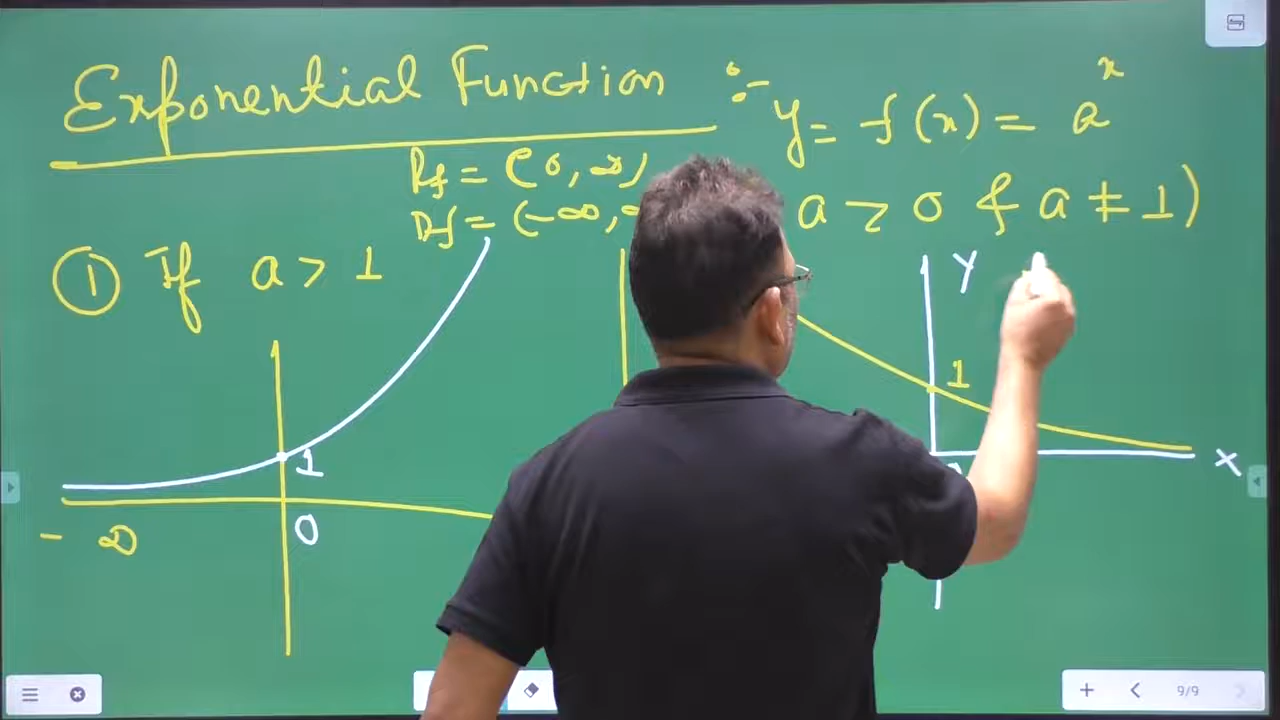 Exponential Function :-
y = f(x) = a^x
Rf = (0, ∞)
Df = (-∞,
a > 0 & a ≠ 1)
① If a > 1
Y
1
1
X
- ∞
0
9/9